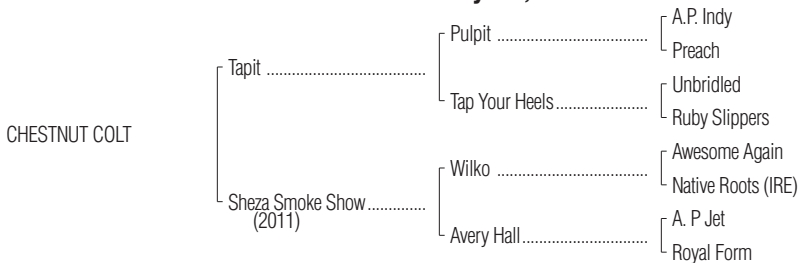 A.P. Indy
Pulpit ................................................
Preach
Tapit ................................................
Unbridled
Tap Your Heels............................
Ruby Slippers
CHESTNUT COLT
Awesome Again
Wilko ................................................
Native Roots (IRE)
Sheza Smoke Show..............
(2011)
A. P Jet
Avery Hall.....................................
Royal Form